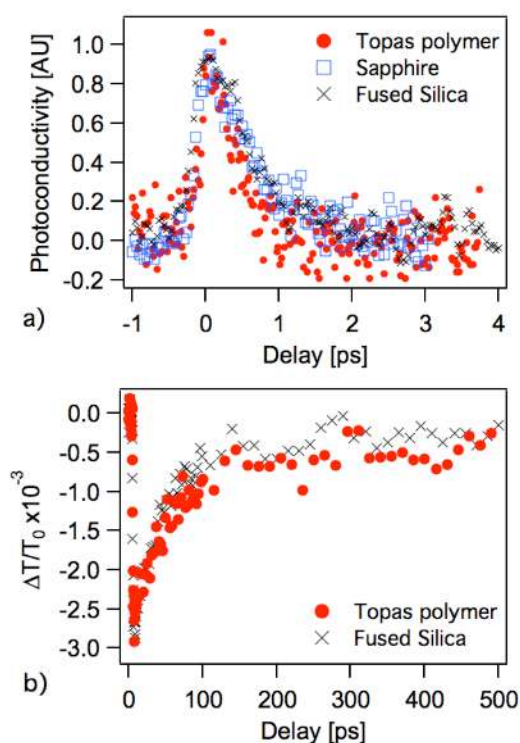 Photoconductivity [AU]
1.0
0.8
0.6
0.4
0.2
0.0
-0.2
Topas polymer
Sapphire
Fused Silica
-1 0 1 2 3 4
Delay [ps]
a)
ΔT/T0 x10-3
0.0
-0.5
-1.0
-1.5
-2.0
-2.5
-3.0
Topas polymer
Fused Silica
0 100 200 300 400 500
Delay [ps]
b)